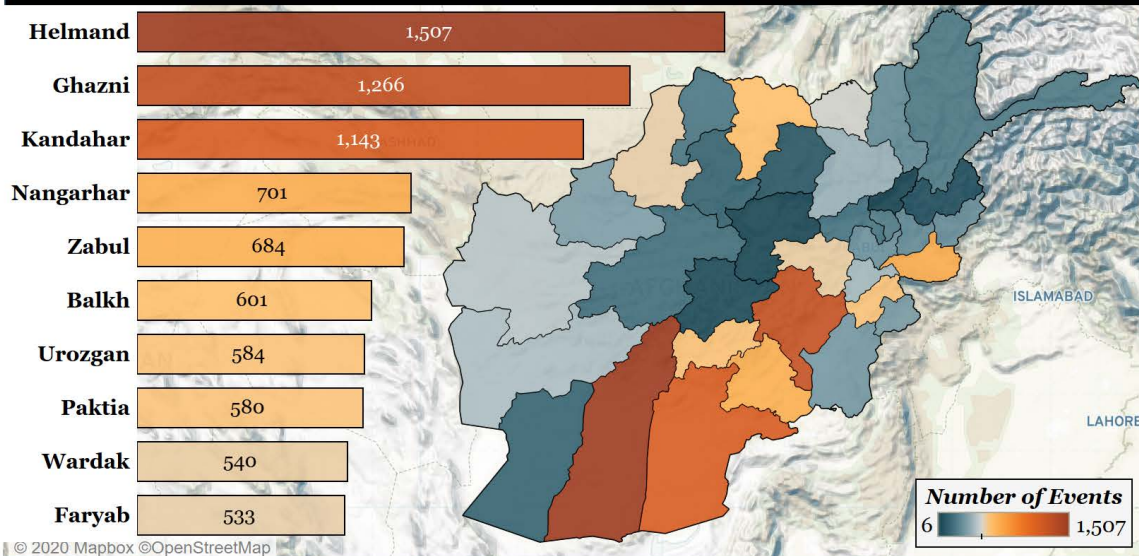 Helmand 1,507
Ghazni 1,266
Kandahar 1,143
Nangarhar 701
Zabul 684
Balkh 601
Urozgan 584
Paktia 580
Wardak 540
Faryab 533
ISLAMABAD
LAHORE
Number of Events
6 1,507
© 2020 Mapbox ©OpenStreetMap